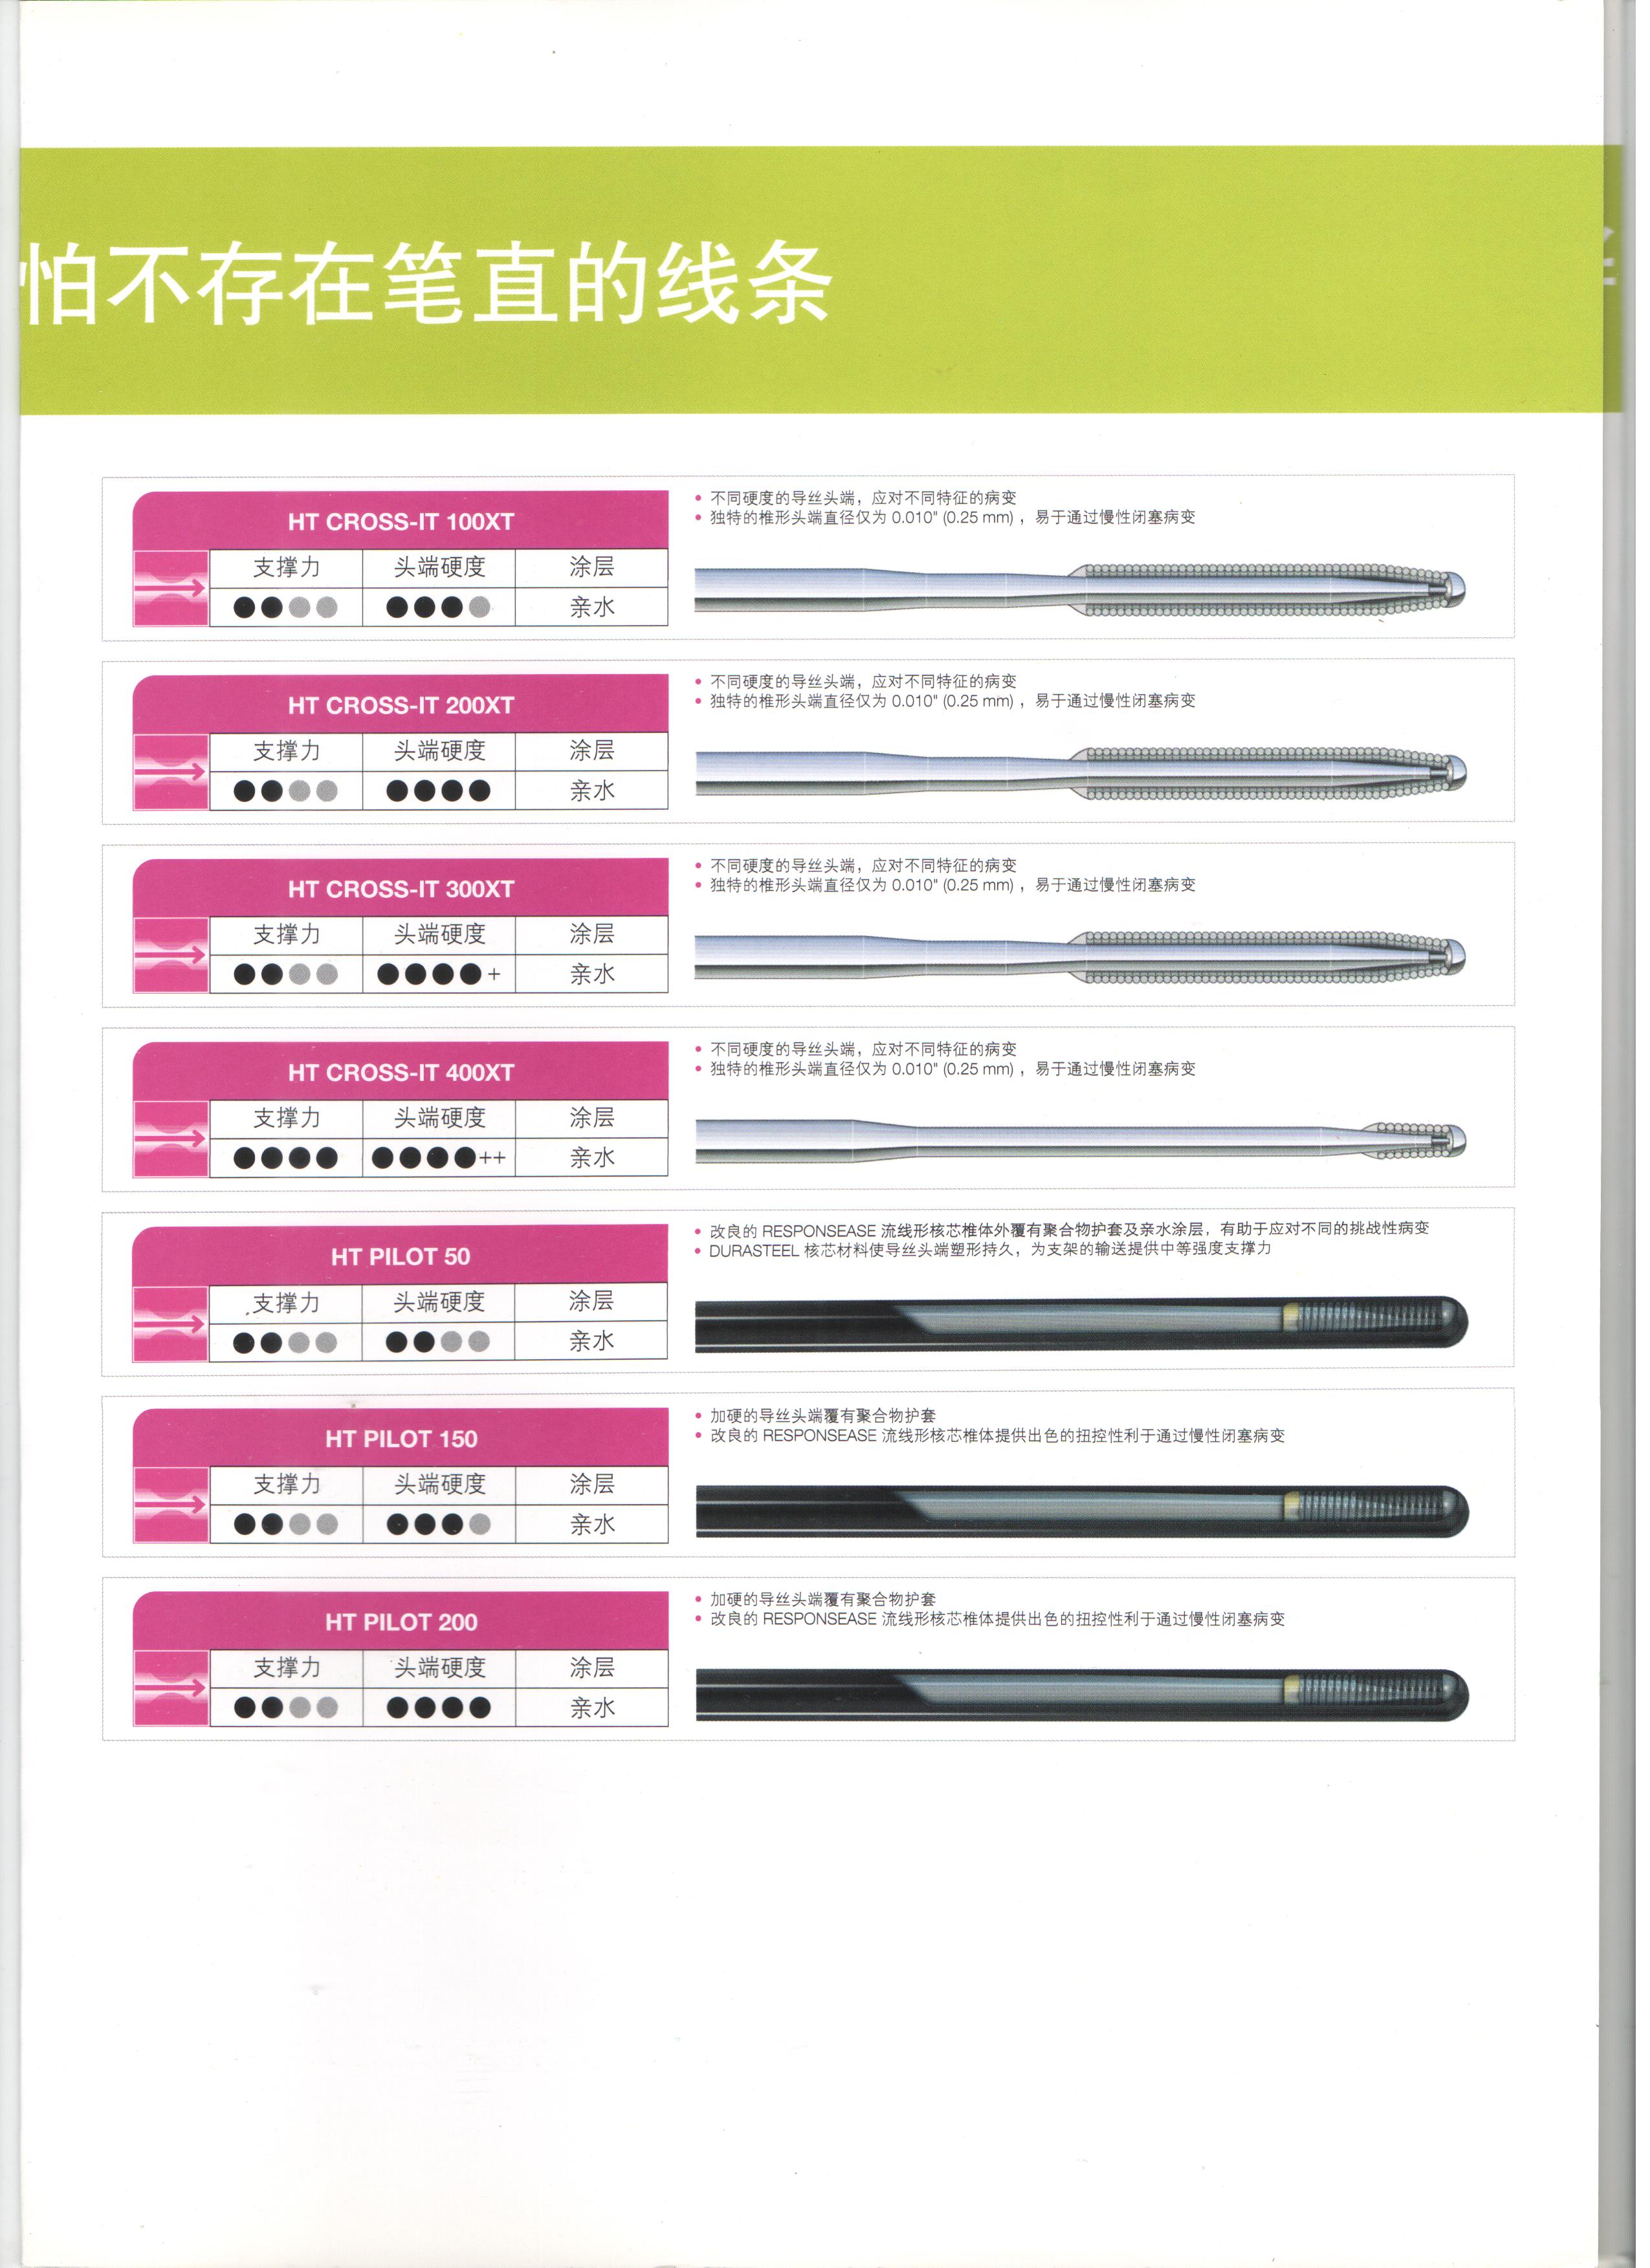 怕不存在笔直的线条
HT CROSS-IT 100XT
支撑力 头端硬度 涂层
●●●● ●●●● 亲水
• 不同硬度的导丝头端，应对不同特征的病变
• 独特的椎形头端直径仅为 0.010" (0.25 mm)，易于通过慢性闭塞病变
HT CROSS-IT 200XT
支撑力 头端硬度 涂层
●●●● ●●●● 亲水
• 不同硬度的导丝头端，应对不同特征的病变
• 独特的椎形头端直径仅为 0.010" (0.25 mm)，易于通过慢性闭塞病变
HT CROSS-IT 300XT
支撑力 头端硬度 涂层
●●●● ●●●●+ 亲水
• 不同硬度的导丝头端，应对不同特征的病变
• 独特的椎形头端直径仅为 0.010" (0.25 mm)，易于通过慢性闭塞病变
HT CROSS-IT 400XT
支撑力 头端硬度 涂层
●●●● ●●●●++ 亲水
• 不同硬度的导丝头端，应对不同特征的病变
• 独特的椎形头端直径仅为 0.010" (0.25 mm)，易于通过慢性闭塞病变
HT PILOT 50
支撑力 头端硬度 涂层
●●●● ●●●● 亲水
• 改良的 RESPONSEASE 流线形核芯椎体外覆有聚合物护套及亲水涂层，有助于应对不同的挑战性病变
• DURASTEEL 核芯材料使导丝头端塑形持久，为支架的输送提供中等强度支撑力
HT PILOT 150
支撑力 头端硬度 涂层
●●●● ●●●● 亲水
• 加硬的导丝头端覆有聚合物护套
• 改良的 RESPONSEASE 流线形核芯椎体提供出色的扭控性利于通过慢性闭塞病变
HT PILOT 200
支撑力 头端硬度 涂层
●●●● ●●●● 亲水
• 加硬的导丝头端覆有聚合物护套
• 改良的 RESPONSEASE 流线形核芯椎体提供出色的扭控性利于通过慢性闭塞病变